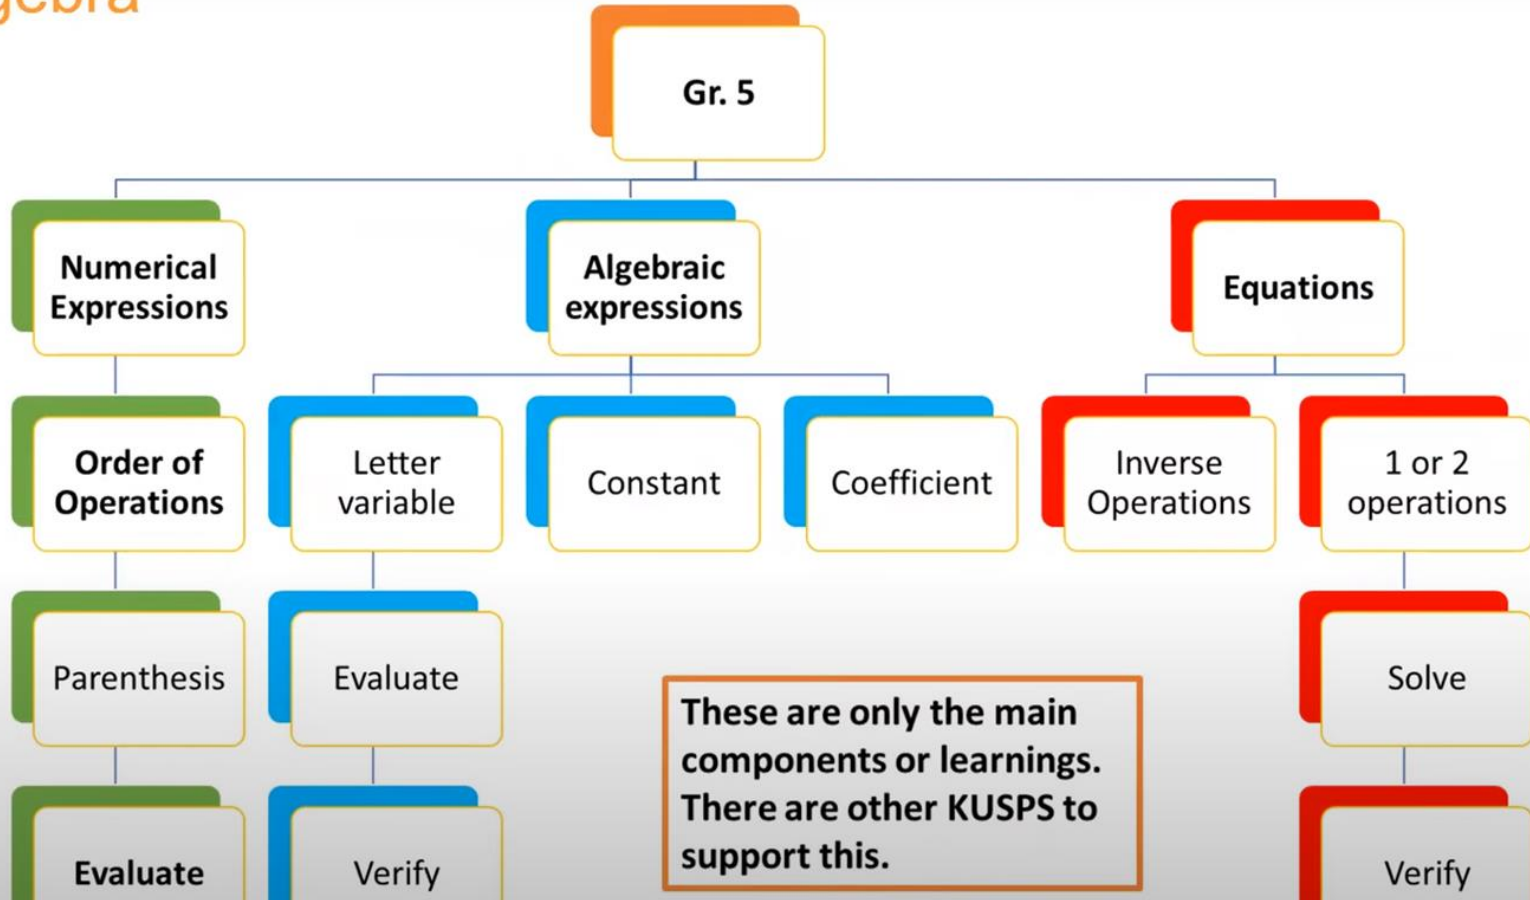 Gr. 5
Numerical
Expressions
Algebraic
expressions
Equations
Order of
Operations
Letter
variable
Constant
Coefficient
Inverse
Operations
1 or 2
operations
Parenthesis
Evaluate
Solve
These are only the main
components or learnings.
There are other KUSPS to
support this.
Evaluate
Verify
Verify